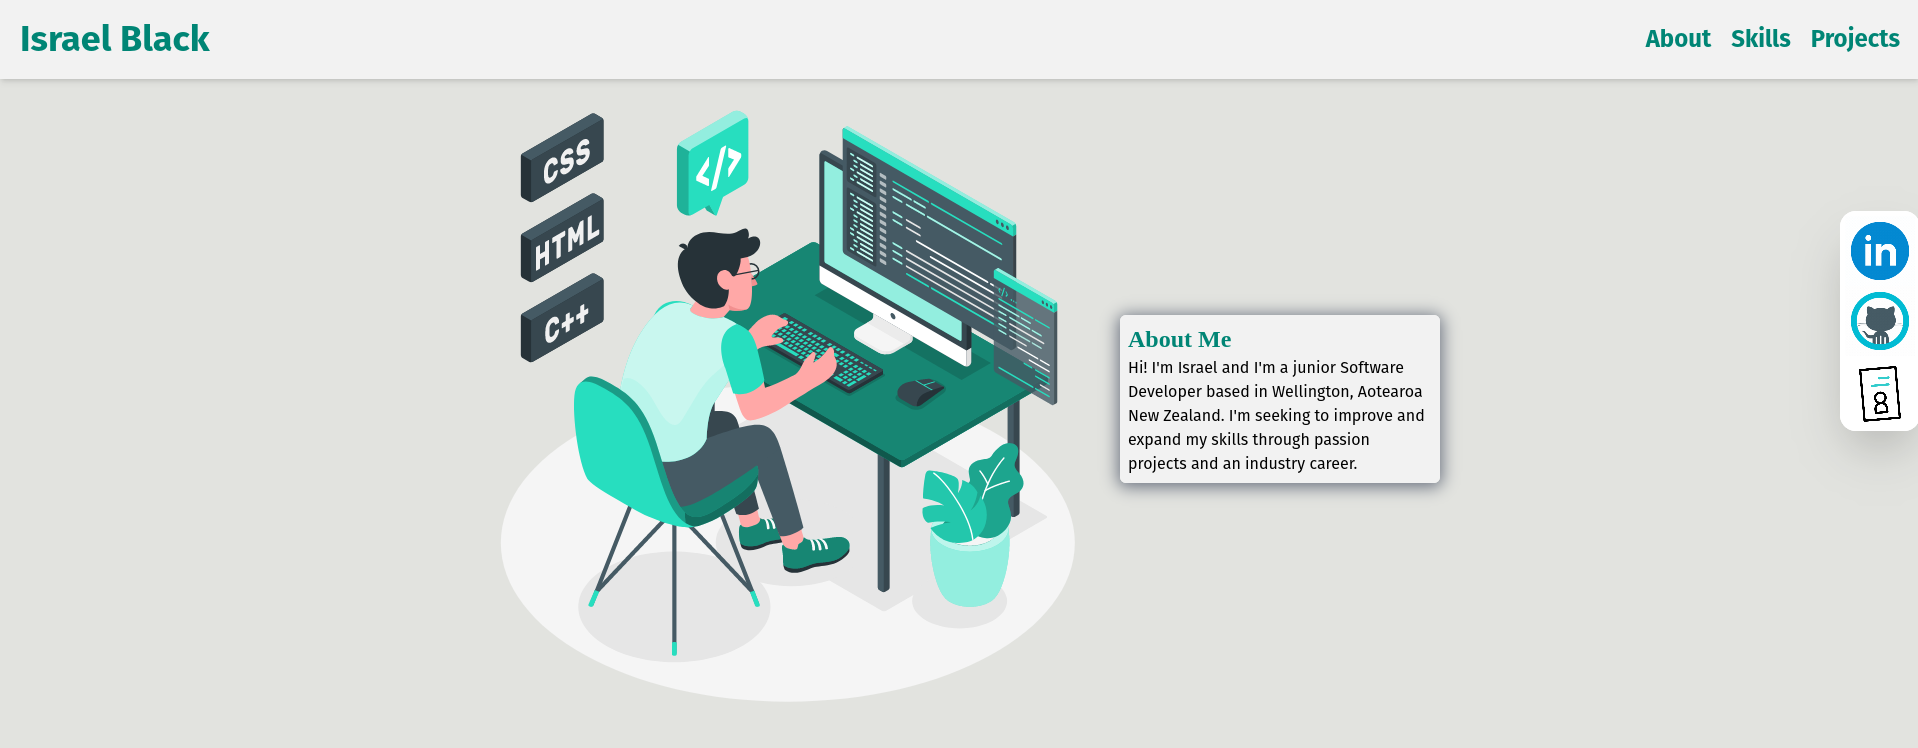 Israel Black
About Skills Projects
CSS
</>
HTML
C++
</>
About Me
Hi! I'm Israel and I'm a junior Software
Developer based in Wellington, Aotearoa
New Zealand. I'm seeking to improve and
expand my skills through passion
projects and an industry career.
in